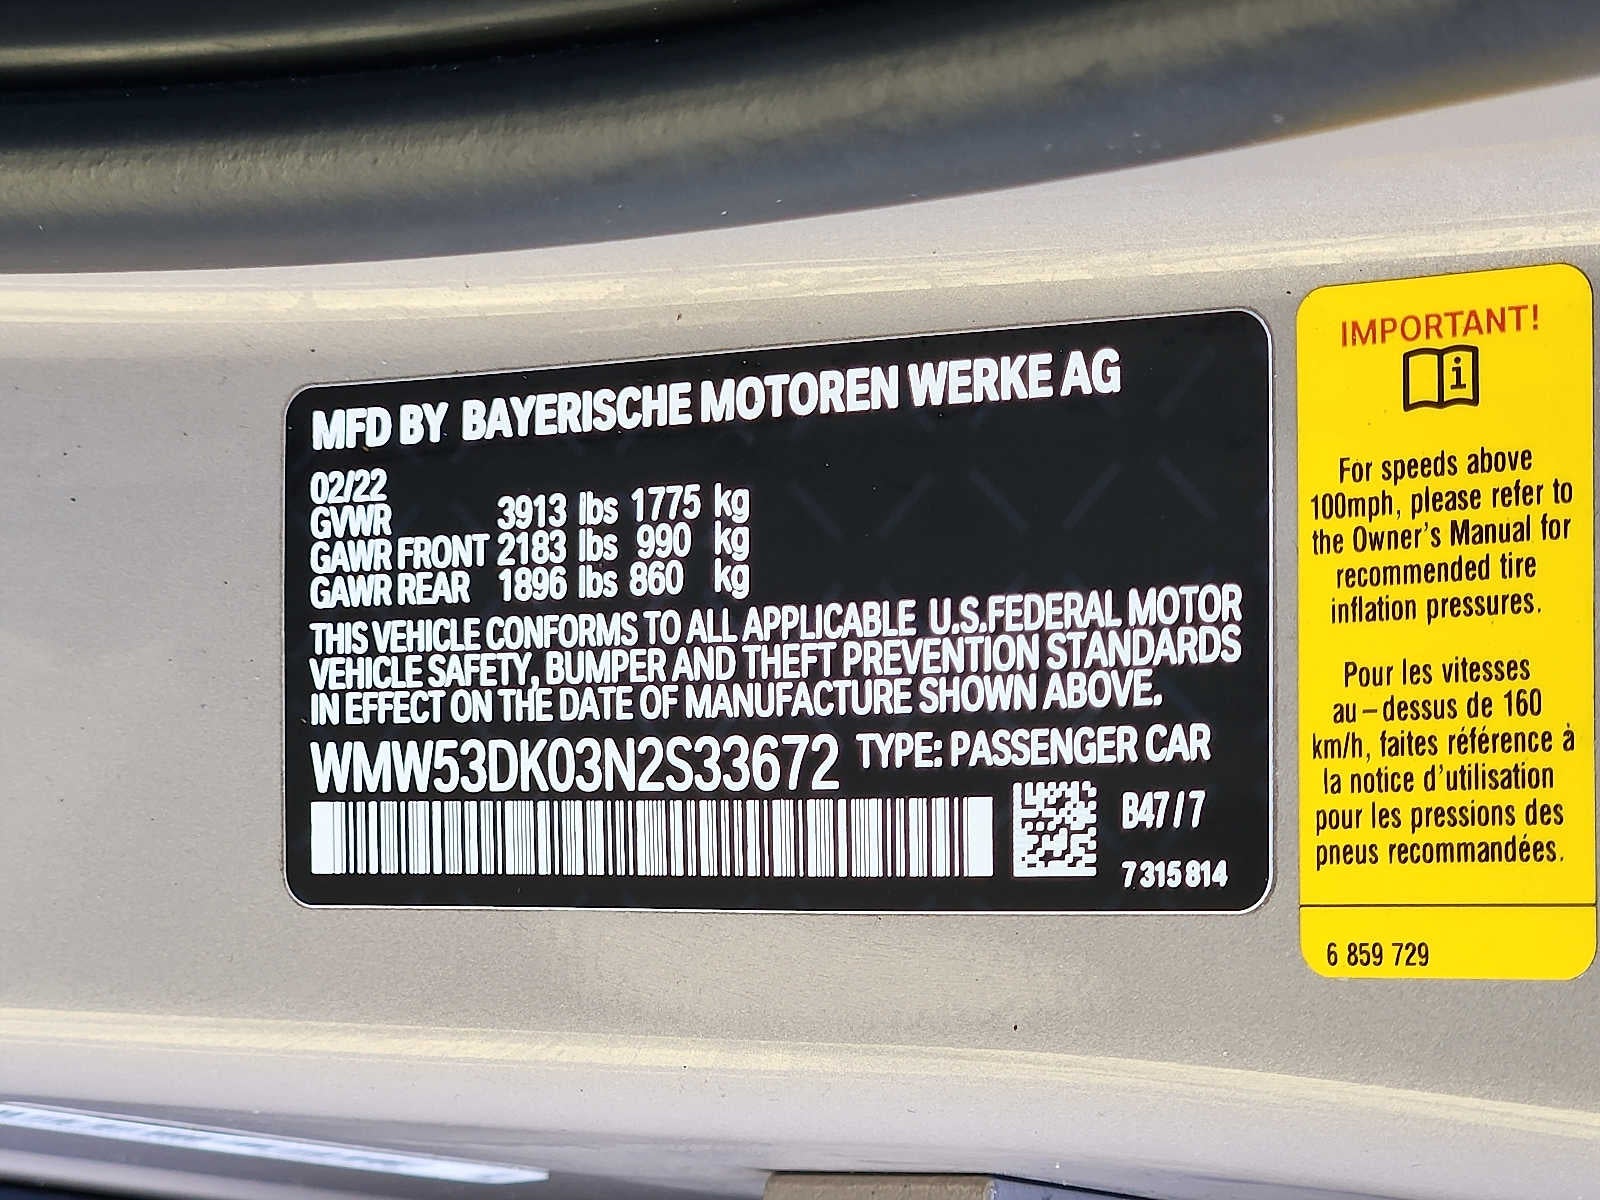 MFD BY BAYERISCHE MOTOREN WERKE AG
02/22
GVWR 3913 lbs 1775 kg
GAWR FRONT 2183 lbs 990 kg
GAWR REAR 1896 lbs 860 kg
THIS VEHICLE CONFORMS TO ALL APPLICABLE U.S.FEDERAL MOTOR
VEHICLE SAFETY, BUMPER AND THEFT PREVENTION STANDARDS
IN EFFECT ON THE DATE OF MANUFACTURE SHOWN ABOVE.
WMW53DK03N2S33672 TYPE: PASSENGER CAR
B47/7
7 315 814
IMPORTANT!
i
For speeds above
100mph, please refer to
the Owner's Manual for
recommended tire
inflation pressures.
Pour les vitesses
au-dessus de 160
km/h, faites référence à
la notice d'utilisation
pour les pressions des
pneus recommandées.
6 859 729